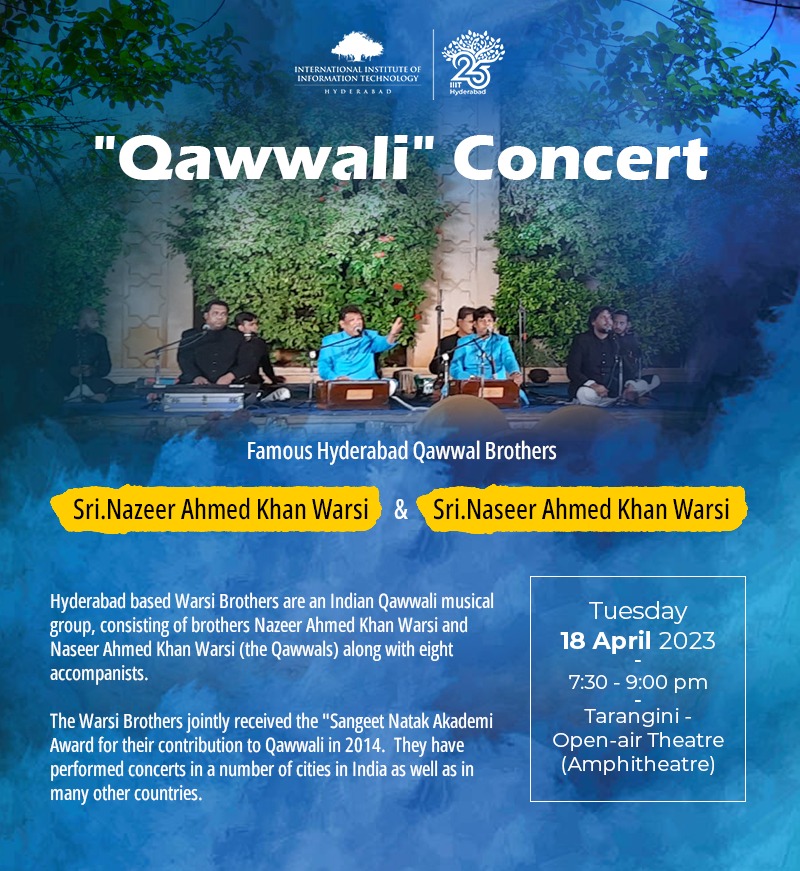 INTERNATIONAL INSTITUTE OF
INFORMATION TECHNOLOGY
HYDERABAD
25
IIIT
Hyderabad
"Qawwali" Concert
Famous Hyderabad Qawwal Brothers
Sri.Nazeer Ahmed Khan Warsi & Sri.Naseer Ahmed Khan Warsi
Hyderabad based Warsi Brothers are an Indian Qawwali musical
group, consisting of brothers Nazeer Ahmed Khan Warsi and
Naseer Ahmed Khan Warsi (the Qawwals) along with eight
accompanists.
The Warsi Brothers jointly received the "Sangeet Natak Akademi
Award for their contribution to Qawwali in 2014. They have
performed concerts in a number of cities in India as well as in
many other countries.
Tuesday
18 April 2023
-
7:30 - 9:00 pm
-
Tarangini -
Open-air Theatre
(Amphitheatre)